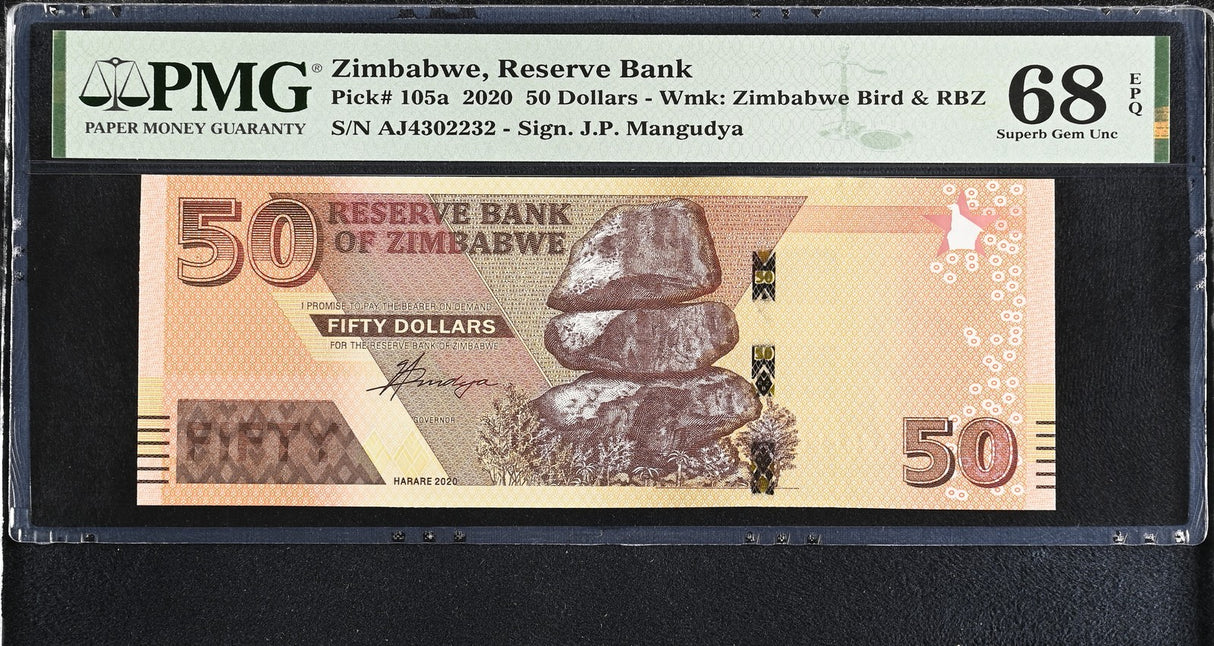 PMG®
PAPER MONEY GUARANTY
Zimbabwe, Reserve Bank
Pick# 105a 2020 50 Dollars - Wmk: Zimbabwe Bird & RBZ
S/N AJ4302232 - Sign. J.P. Mangudya
68
EPQ
Superb Gem Unc
50
RESERVE BANK
OF ZIMBABWE
I PROMISE TO PAY THE BEARER ON DEMAND
FIFTY DOLLARS
FOR THE RESERVE BANK OF ZIMBABWE
GOVERNOR
FIFTY
HARARE 2020
50
50
50